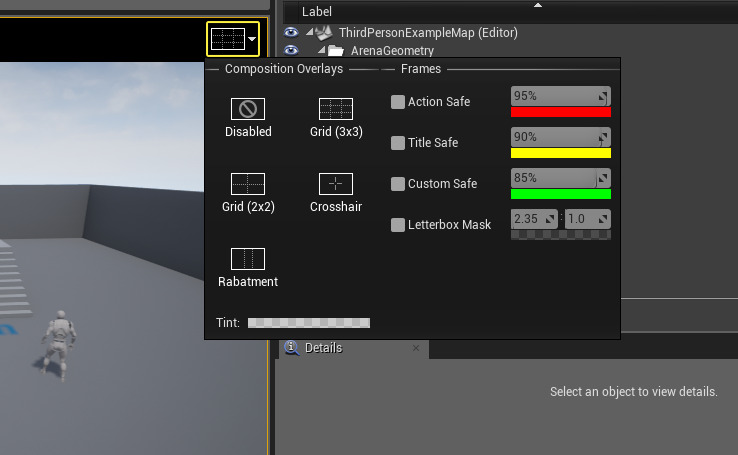 Label
ThirdPersonExampleMap (Editor)
ArenaGeometry
Composition Overlays
Frames
Disabled
Grid (3x3)
Grid (2x2)
Crosshair
Rabatment
Action Safe
95%
Title Safe
90%
Custom Safe
85%
Letterbox Mask
2.35 : 1.0
Tint:
Details
Select an object to view details.